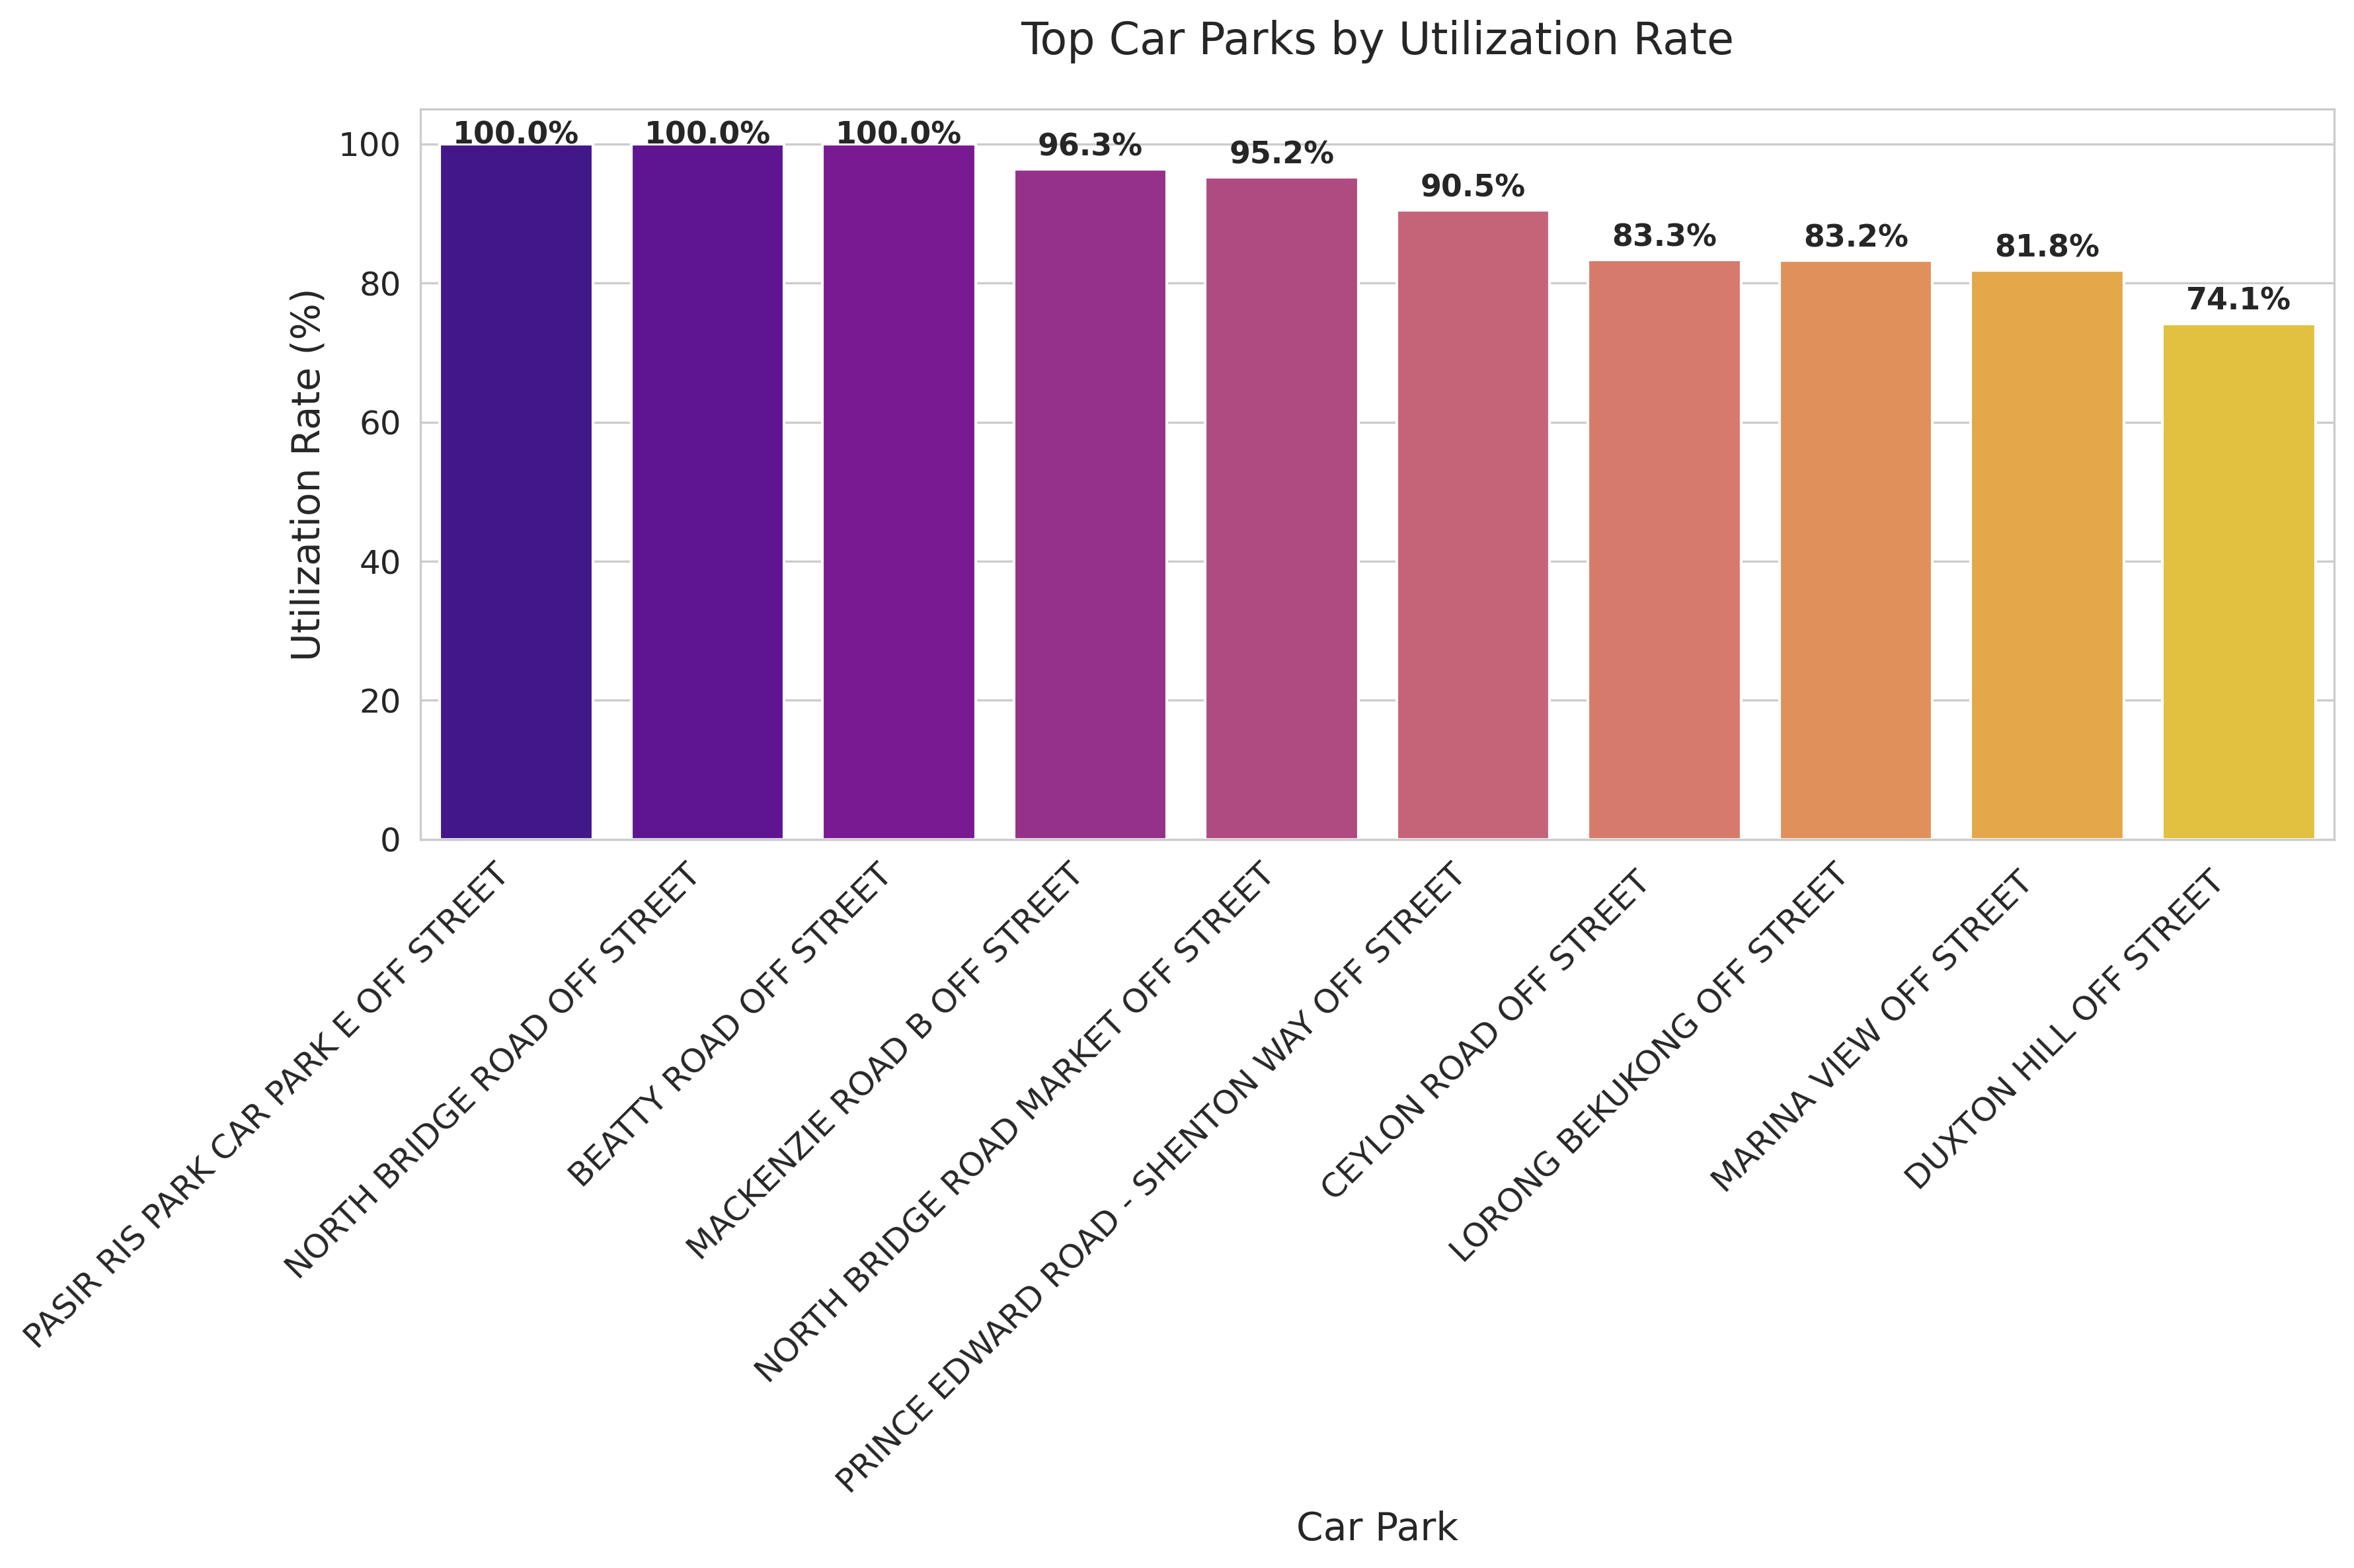 Top Car Parks by Utilization Rate
Utilization Rate (%)
100
80
60
40
20
0
100.0%
100.0%
100.0%
96.3%
95.2%
90.5%
83.3%
83.2%
81.8%
74.1%
PASIR RIS PARK CAR PARK E OFF STREET
NORTH BRIDGE ROAD OFF STREET
BEATTY ROAD OFF STREET
MACKENZIE ROAD B OFF STREET
NORTH BRIDGE ROAD MARKET OFF STREET
PRINCE EDWARD ROAD - SHENTON WAY OFF STREET
CEYLON ROAD OFF STREET
LORONG BEKUKONG OFF STREET
MARINA VIEW OFF STREET
DUXTON HILL OFF STREET
Car Park